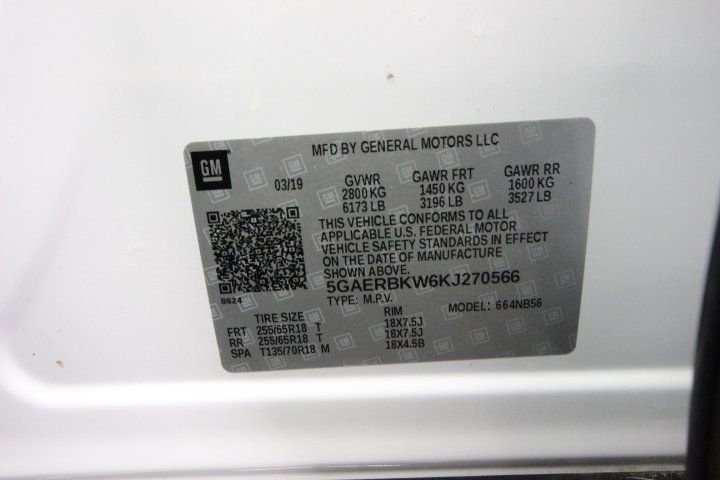 GM
MFD BY GENERAL MOTORS LLC
03/19 GVWR GAWR FRT GAWR RR
2800 KG 1450 KG 1600 KG
6173 LB 3196 LB 3527 LB
THIS VEHICLE CONFORMS TO ALL
APPLICABLE U.S. FEDERAL MOTOR
VEHICLE SAFETY STANDARDS IN EFFECT
ON THE DATE OF MANUFACTURE
SHOWN ABOVE.
5GAERBKW6KJ270566
8624
TYPE: M.P.V. MODEL: 664NB56
TIRE SIZE RIM
FRT 255/65R18 T 18X7.5J
RR 255/65R18 T 18X7.5J
SPA T135/70R18 M 18X4.5B